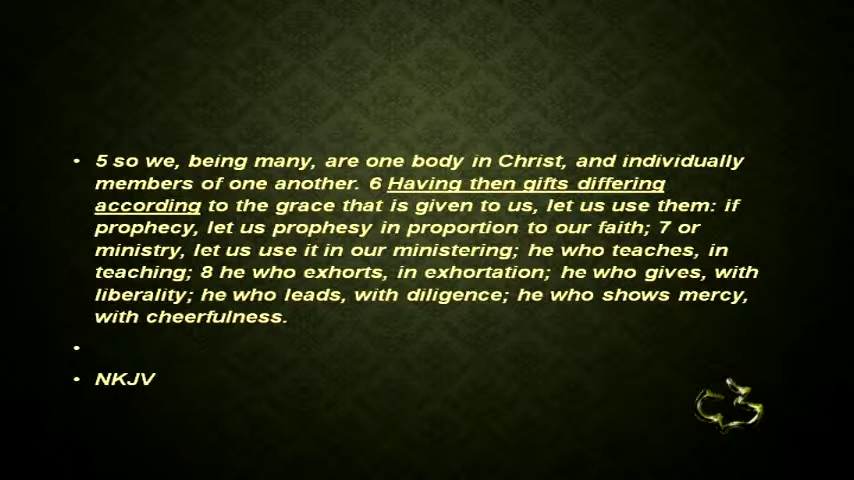 • 5 so we, being many, are one body in Christ, and individually
members of one another. 6 Having then gifts differing
according to the grace that is given to us, let us use them: if
prophecy, let us prophesy in proportion to our faith; 7 or
ministry, let us use it in our ministering; he who teaches, in
teaching; 8 he who exhorts, in exhortation; he who gives, with
liberality; he who leads, with diligence; he who shows mercy,
with cheerfulness.
•
• NKJV
C3